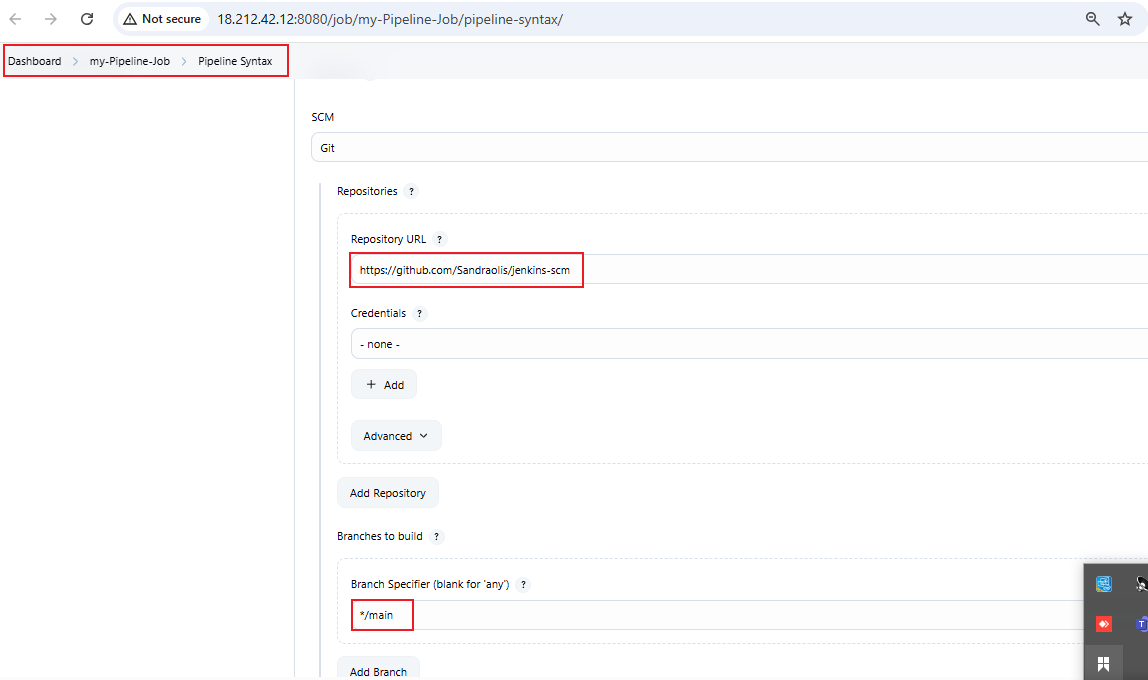 Not secure 18.212.42.12:8080/job/my-Pipeline-Job/pipeline-syntax/
Dashboard > my-Pipeline-Job > Pipeline Syntax
SCM
Git
Repositories ?
Repository URL ?
https://github.com/Sandraolis/jenkins-scm
Credentials ?
- none -
+ Add
Advanced
Add Repository
Branches to build ?
Branch Specifier (blank for 'any') ?
*/main
Add Branch